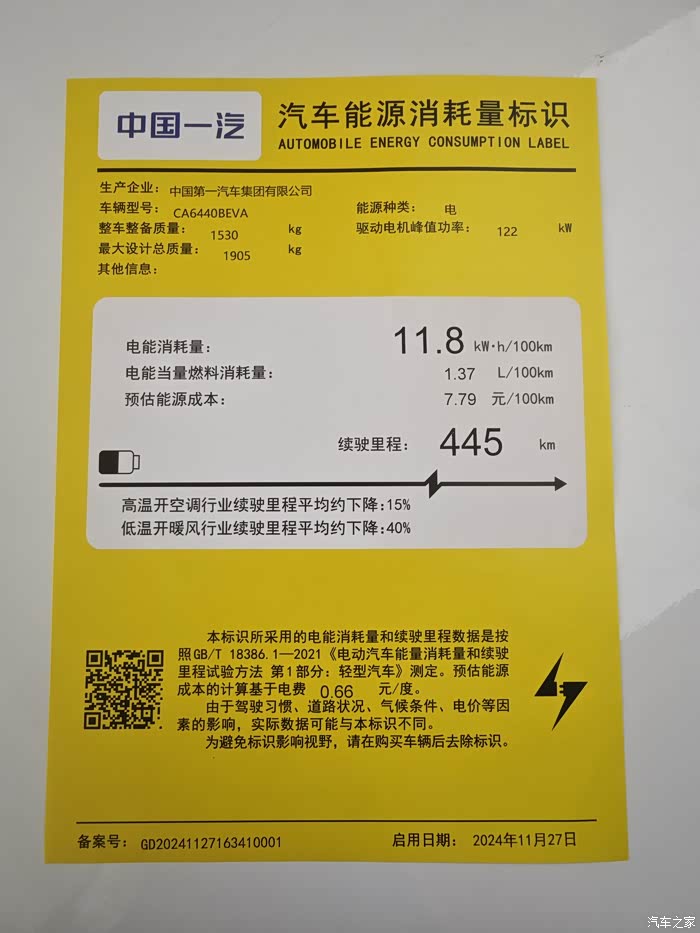 中国一汽
汽车能源消耗量标识
AUTOMOBILE ENERGY CONSUMPTION LABEL
生产企业：中国第一汽车集团有限公司
车辆型号：CA6440BEVA 能源种类：电
整车整备质量：1530 kg 驱动电机峰值功率：122 kW
最大设计总质量：1905 kg
其他信息：
电能消耗量：11.8 kW·h/100km
电能当量燃料消耗量：1.37 L/100km
预估能源成本：7.79 元/100km
续驶里程：445 km
高温开空调行业续驶里程平均约下降：15%
低温开暖风行业续驶里程平均约下降：40%
本标识所采用的电能消耗量和续驶里程数据是按
照GB/T 18386.1—2021《电动汽车能量消耗量和续驶
里程试验方法 第1部分：轻型汽车》测定。预估能源
成本的计算基于电费 0.66 元/度。
由于驾驶习惯、道路状况、气候条件、电价等因
素的影响，实际数据可能与本标识不同。
为避免标识影响视野，请在购买车辆后去除标识。
备案号：GD20241127163410001 启用日期：2024年11月27日
汽车之家